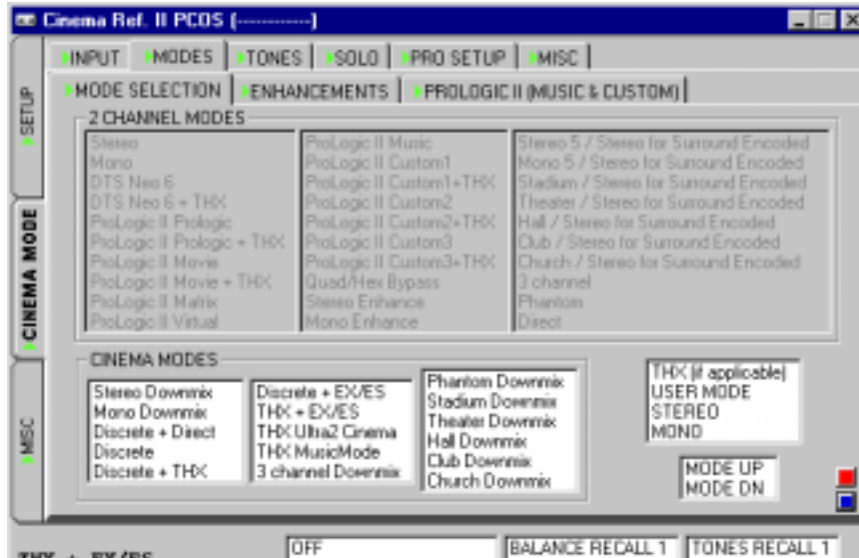 Cinema Ref. II PCOS (------------)
INPUT MODES TONES SOLO PRO SETUP MISC
MODE SELECTION ENHANCEMENTS PROLOGIC II (MUSIC & CUSTOM)
SETUP
CINEMA MODE
MISC
2 CHANNEL MODES
Stereo
Mono
DTS Neo 6
DTS Neo 6 + THX
ProLogic II Prologic
ProLogic II Prologic + THX
ProLogic II Movie
ProLogic II Movie + THX
ProLogic II Matrix
ProLogic II Virtual
ProLogic II Music
ProLogic II Custom1
ProLogic II Custom1+THX
ProLogic II Custom2
ProLogic II Custom2+THX
ProLogic II Custom3
ProLogic II Custom3+THX
Quad/Hex Bypass
Stereo Enhance
Mono Enhance
Stereo 5 / Stereo for Surround Encoded
Mono 5 / Stereo for Surround Encoded
Stadium / Stereo for Surround Encoded
Theater / Stereo for Surround Encoded
Hall / Stereo for Surround Encoded
Club / Stereo for Surround Encoded
Church / Stereo for Surround Encoded
3 channel
Phantom
Direct
CINEMA MODES
Stereo Downmix
Mono Downmix
Discrete + Direct
Discrete
Discrete + THX
Discrete + EX/ES
THX + EX/ES
THX Ultra2 Cinema
THX MusicMode
3 channel Downmix
Phantom Downmix
Stadium Downmix
Theater Downmix
Hall Downmix
Club Downmix
Church Downmix
THX (if applicable)
USER MODE
STEREO
MONO
MODE UP
MODE DN
THX + EX/ES
OFF
BALANCE RECALL 1
TONES RECALL 1